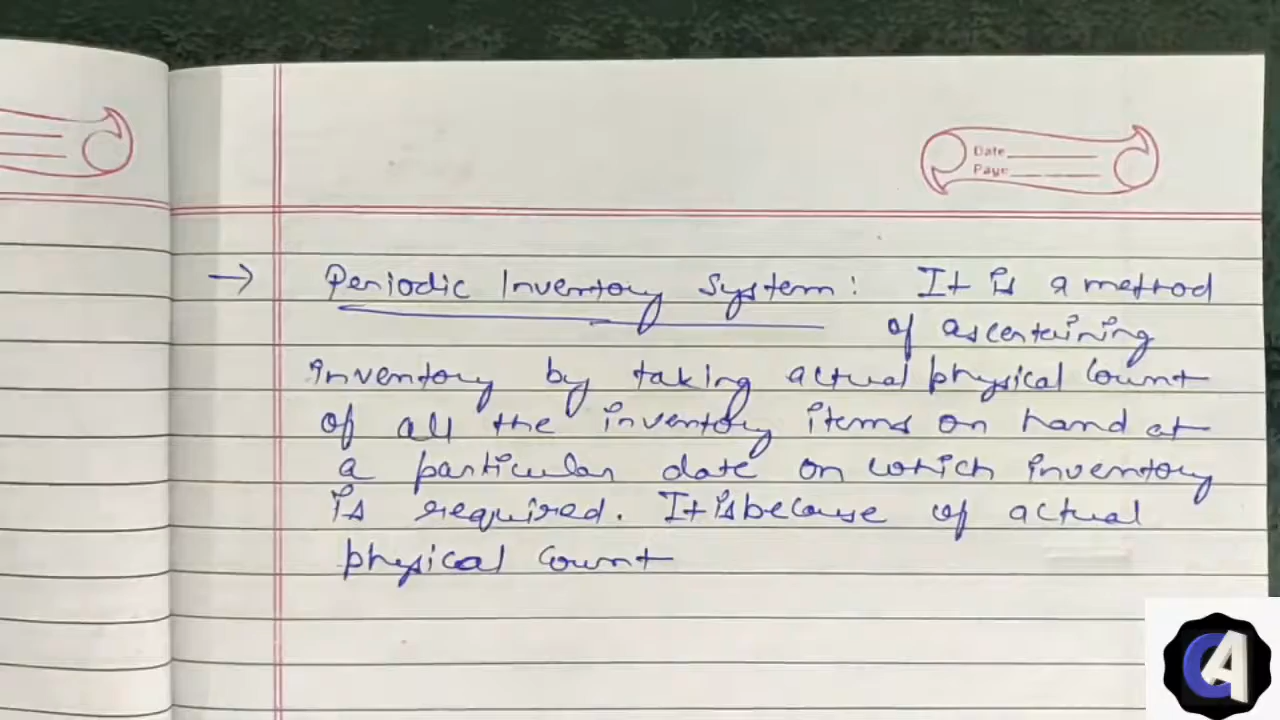 Date
Page
→ Periodic Inventory System: It is a method
of ascertaining
inventory by taking actual physical count
of all the inventory items on hand at
a particular date on which inventory
is required. It is because of actual
physical count
CA